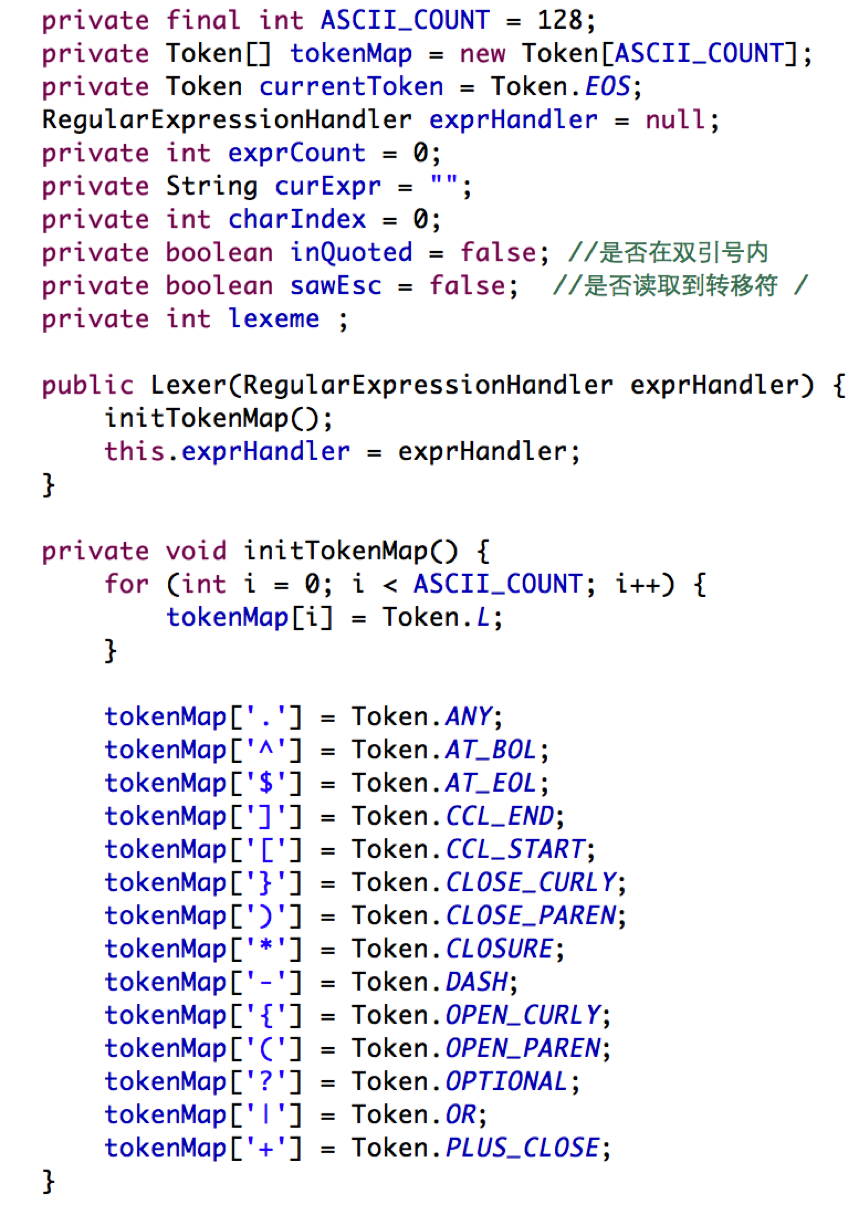 private final int ASCII_COUNT = 128;
private Token[] tokenMap = new Token[ASCII_COUNT];
private Token currentToken = Token.EOS;
RegularExpressionHandler exprHandler = null;
private int exprCount = 0;
private String curExpr = "";
private int charIndex = 0;
private boolean inQuoted = false; //是否在双引号内
private boolean sawEsc = false;  //是否读取到转移符 /
private int lexeme ;
public Lexer(RegularExpressionHandler exprHandler) {
    initTokenMap();
    this.exprHandler = exprHandler;
}
private void initTokenMap() {
    for (int i = 0; i < ASCII_COUNT; i++) {
        tokenMap[i] = Token.L;
    }
    tokenMap['.'] = Token.ANY;
    tokenMap['^'] = Token.AT_BOL;
    tokenMap['$'] = Token.AT_EOL;
    tokenMap[']'] = Token.CCL_END;
    tokenMap['['] = Token.CCL_START;
    tokenMap['}'] = Token.CLOSE_CURLY;
    tokenMap[')'] = Token.CLOSE_PAREN;
    tokenMap['*'] = Token.CLOSURE;
    tokenMap['-'] = Token.DASH;
    tokenMap['{'] = Token.OPEN_CURLY;
    tokenMap['('] = Token.OPEN_PAREN;
    tokenMap['?'] = Token.OPTIONAL;
    tokenMap['|'] = Token.OR;
    tokenMap['+'] = Token.PLUS_CLOSE;
}